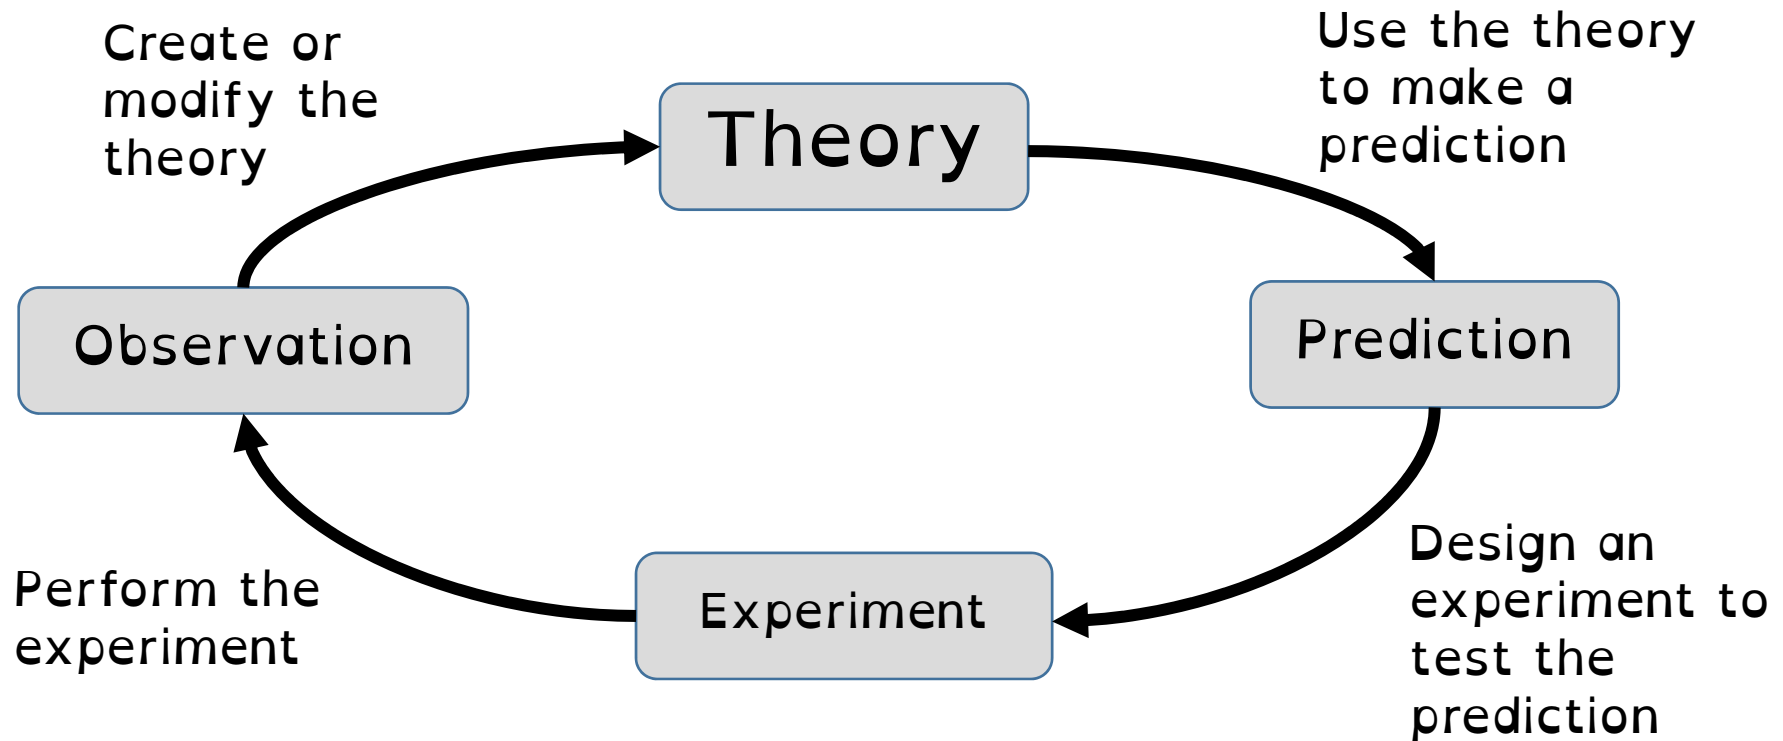 Create or
modify the
theory
Theory
Use the theory
to make a
prediction
Observation
Prediction
Perform the
experiment
Experiment
Design an
experiment to
test the
prediction